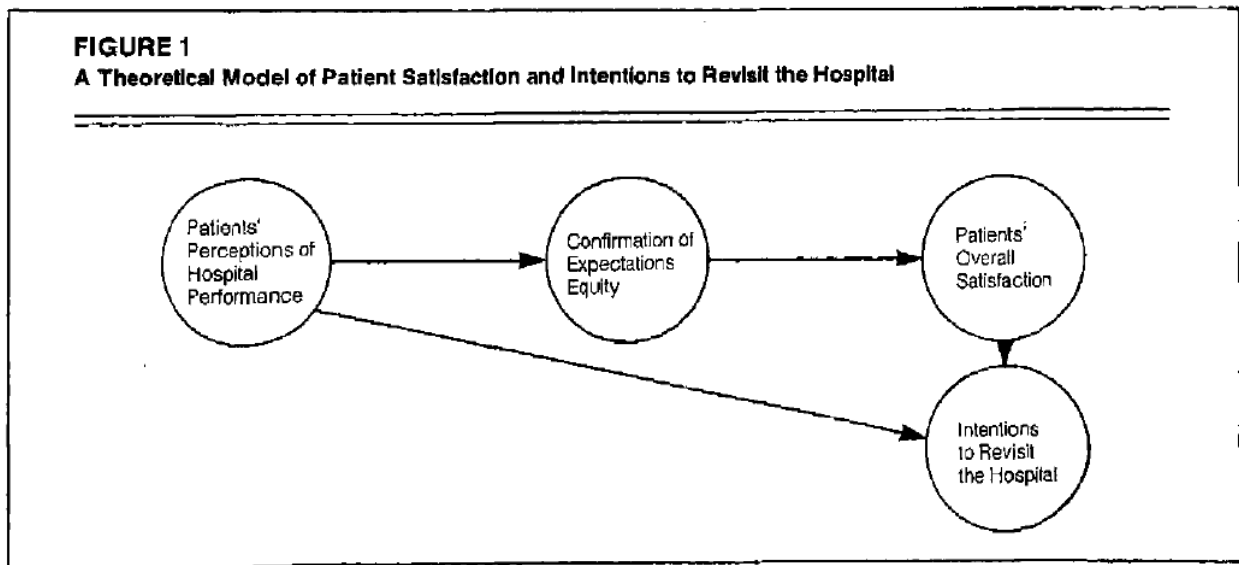 FIGURE 1
A Theoretical Model of Patient Satisfaction and Intentions to Revisit the Hospital
Patients'
Perceptions of
Hospital
Performance
Confirmation of
Expectations
Equity
Patients'
Overall
Satisfaction
Intentions
to Revisit
the Hospital